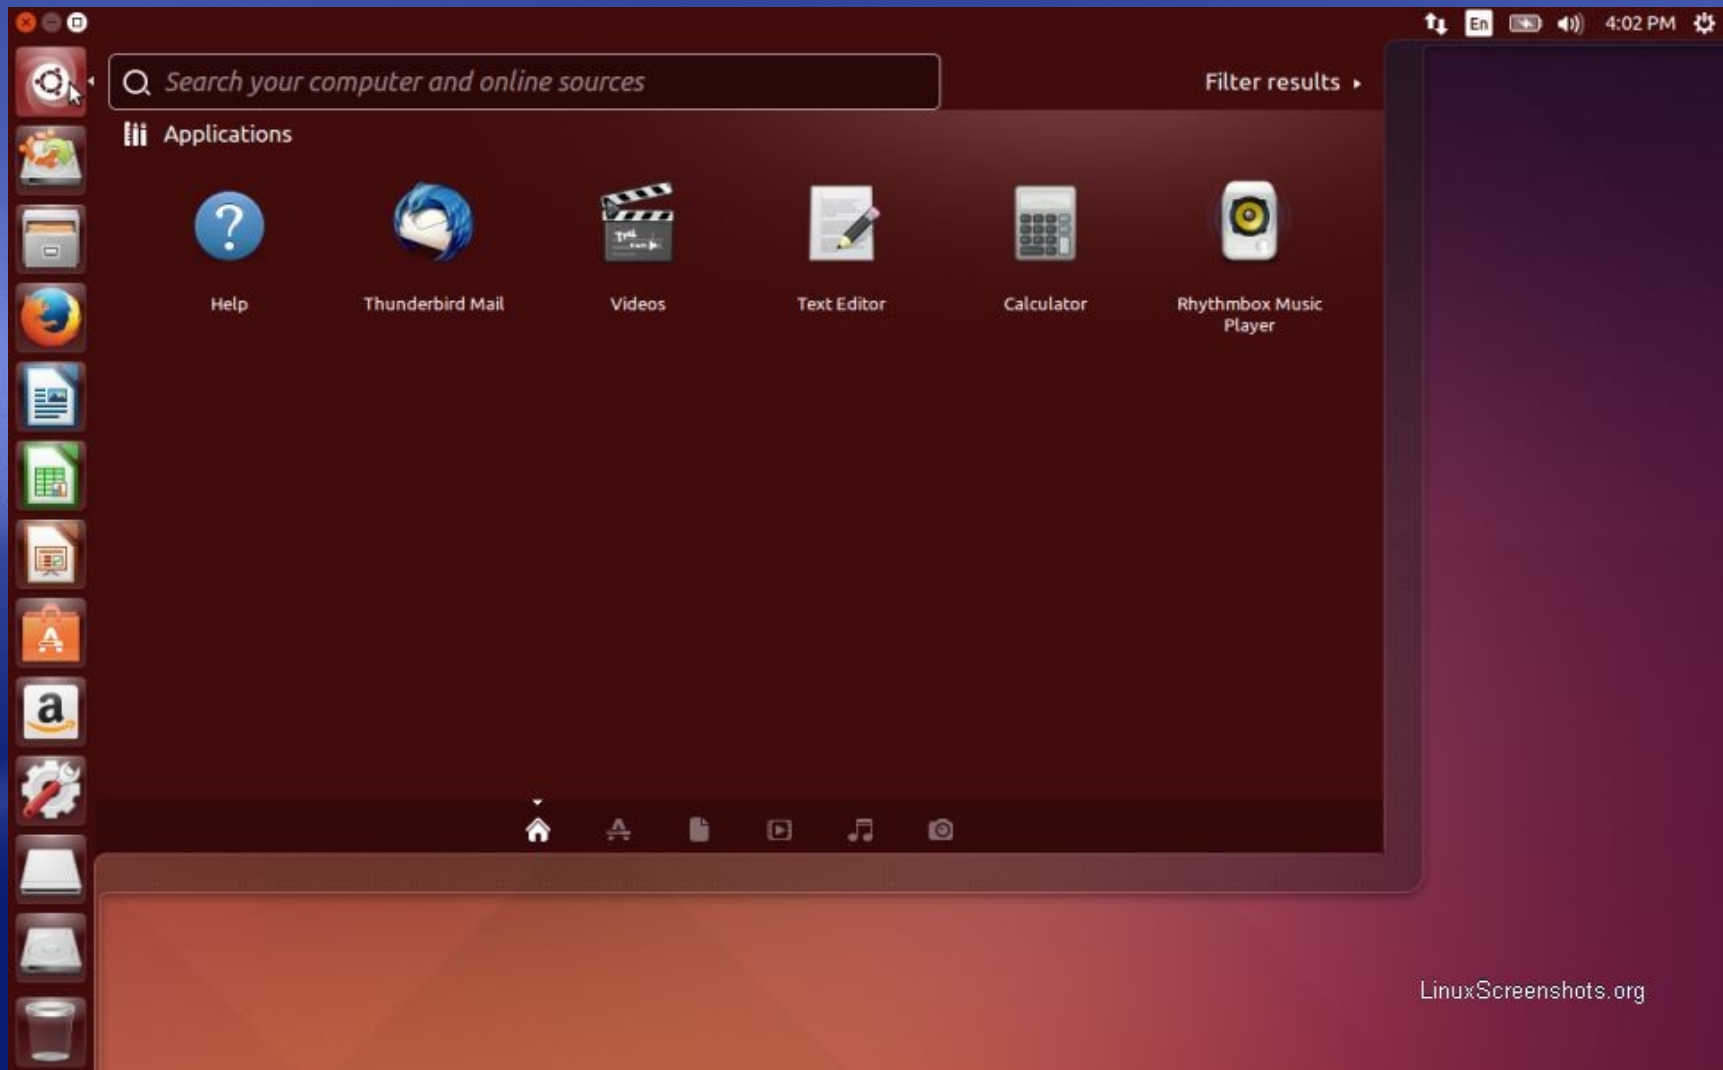 En
4:02 PM
Search your computer and online sources
Filter results
Applications
Help
Thunderbird Mail
Videos
Text Editor
Calculator
Rhythmbox Music
Player
a
LinuxScreenshots.org